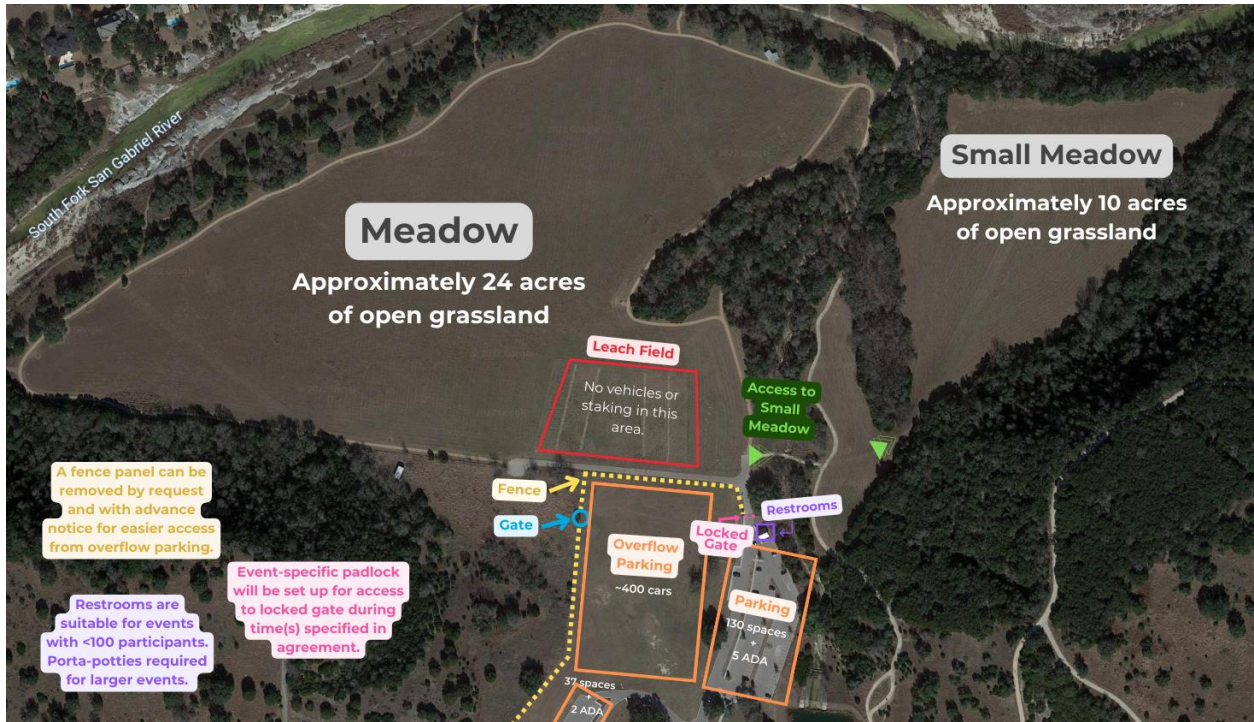 South Fork San Gabriel River
Meadow
Approximately 24 acres
of open grassland
Small Meadow
Approximately 10 acres
of open grassland
Leach Field
No vehicles or
staking in this
area.
Access to
Small
Meadow
Fence
Gate
Overflow
Parking
~400 cars
Locked
Gate
Restrooms
Parking
130 spaces
+
5 ADA
37 spaces
+
2 ADA
A fence panel can be
removed by request
and with advance
notice for easier access
from overflow parking.
Event-specific padlock
will be set up for access
to locked gate during
time(s) specified in
agreement.
Restrooms are
suitable for events
with <100 participants.
Porta-potties required
for larger events.